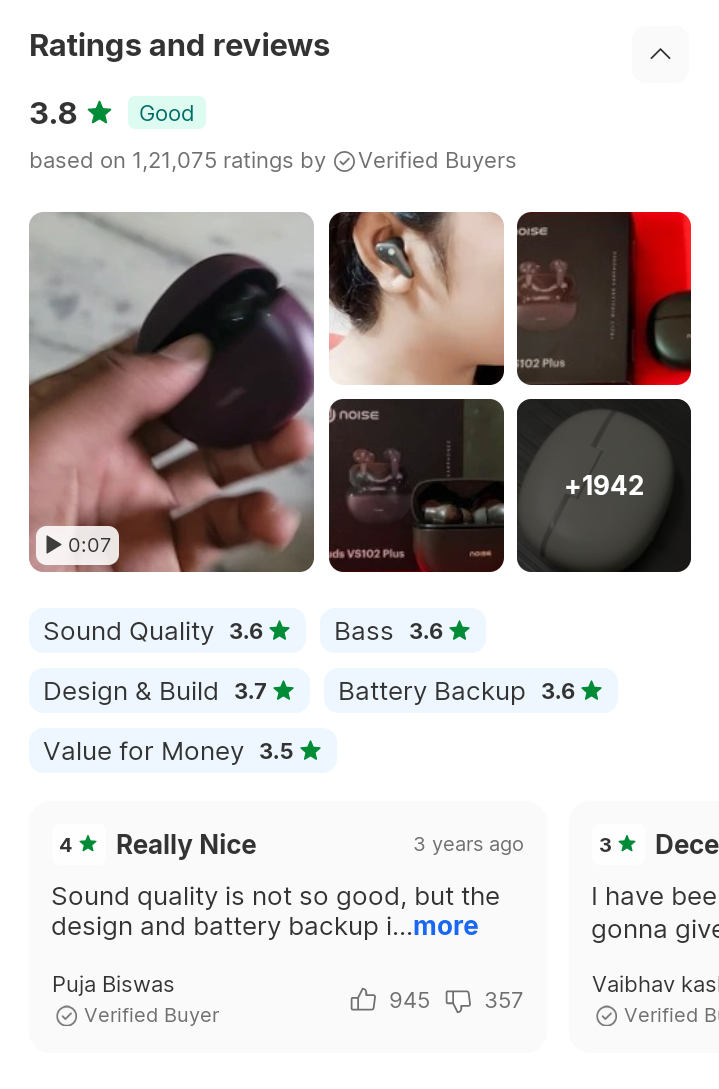 Ratings and reviews
3.8 ★ Good
based on 1,21,075 ratings by Verified Buyers
0:07
NOISE
VS102 Plus
NOISE
uds VS102 Plus
noise
+1942
Sound Quality 3.6 ★
Bass 3.6 ★
Design & Build 3.7 ★
Battery Backup 3.6 ★
Value for Money 3.5 ★
4 ★ Really Nice 3 years ago
Sound quality is not so good, but the
design and battery backup i...more
Puja Biswas
945 357
Verified Buyer
3 ★ Dece
I have bee
gonna give
Vaibhav kas
Verified B